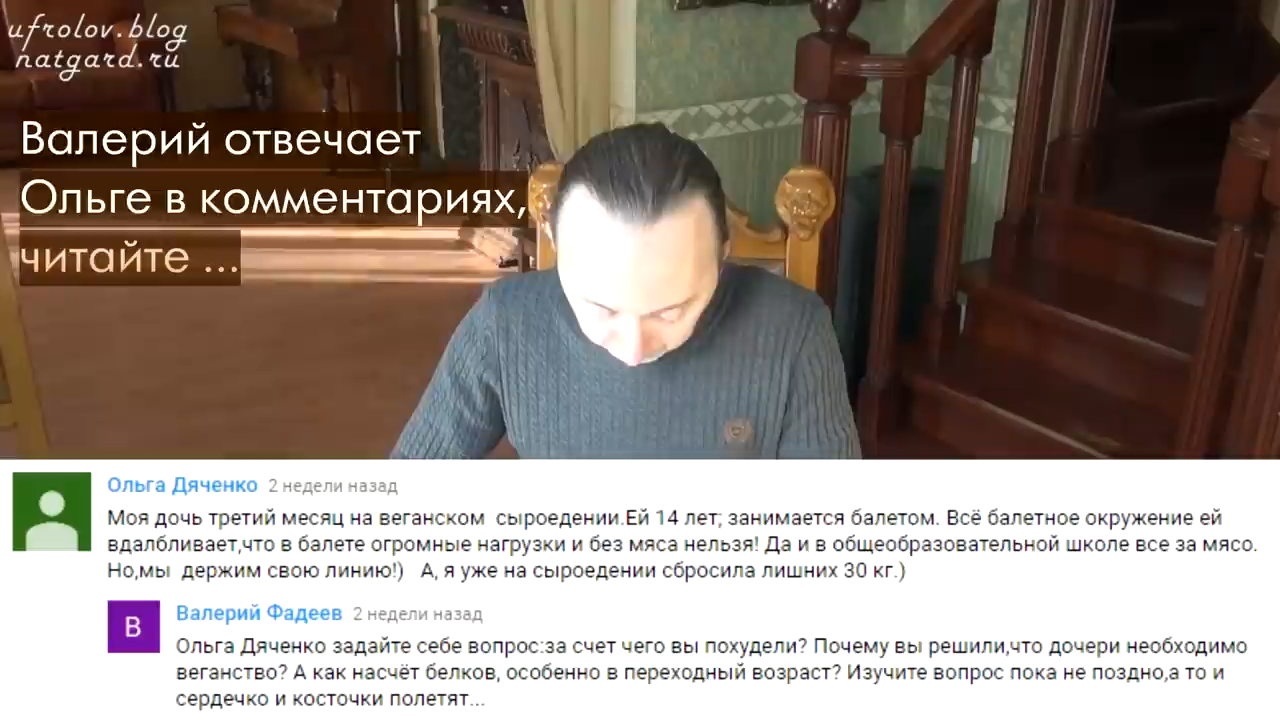 ufrolov.blog
natgard.ru
Валерий отвечает
Ольге в комментариях,
читайте ...
Ольга Дяченко 2 недели назад
Моя дочь третий месяц на веганском сыроедении.Ей 14 лет; занимается балетом. Всё балетное окружение ей
вдалбливает,что в балете огромные нагрузки и без мяса нельзя! Да и в общеобразовательной школе все за мясо.
Но,мы держим свою линию!) А, я уже на сыроедении сбросила лишних 30 кг.)
В
Валерий Фадеев 2 недели назад
Ольга Дяченко задайте себе вопрос:за счет чего вы похудели? Почему вы решили,что дочери необходимо
веганство? А как насчёт белков, особенно в переходный возраст? Изучите вопрос пока не поздно,а то и
сердечко и косточки полетят...